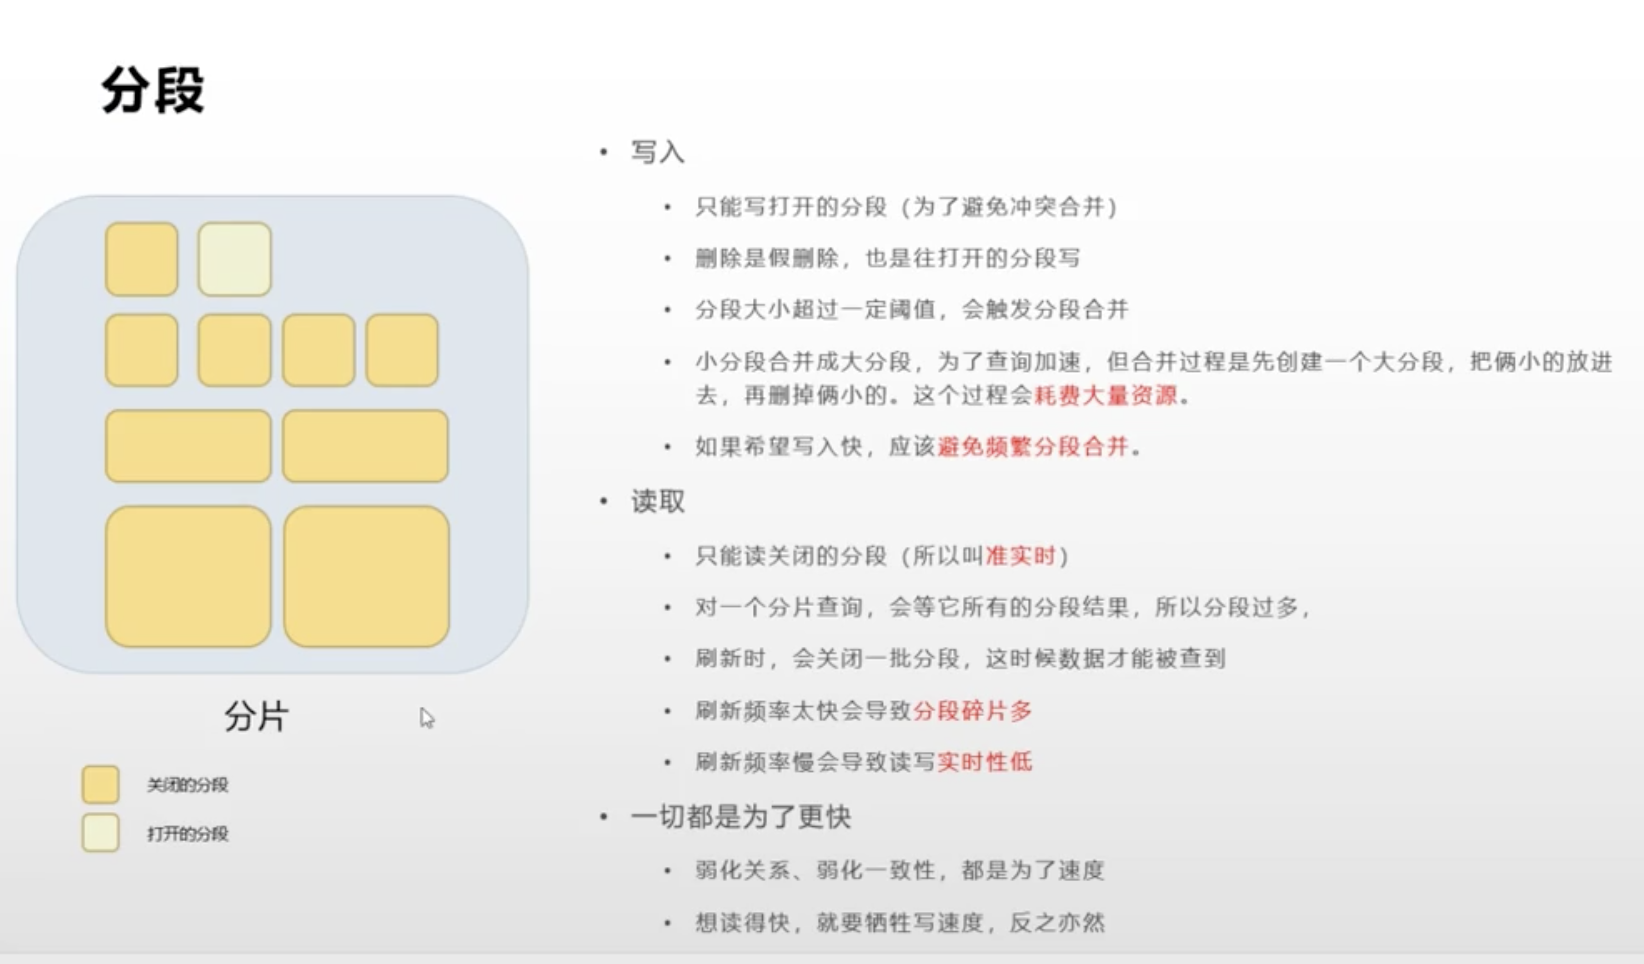 分段
• 写入
• 只能写打开的分段（为了避免冲突合并）
• 删除是假删除，也是往打开的分段写
• 分段大小超过一定阈值，会触发分段合并
• 小分段合并成大分段，为了查询加速，但合并过程是先创建一个大分段，把俩小的放进
去，再删掉俩小的。这个过程会耗费大量资源。
• 如果希望写入快，应该避免频繁分段合并。
• 读取
• 只能读关闭的分段（所以叫准实时）
• 对一个分片查询，会等它所有的分段结果，所以分段过多，
• 刷新时，会关闭一批分段，这时候数据才能被查到
• 刷新频率太快会导致分段碎片多
• 刷新频率慢会导致读写实时性低
• 一切都是为了更快
• 弱化关系、弱化一致性，都是为了速度
• 想读得快，就要牺牲写速度，反之亦然
分片
关闭的分段
打开的分段